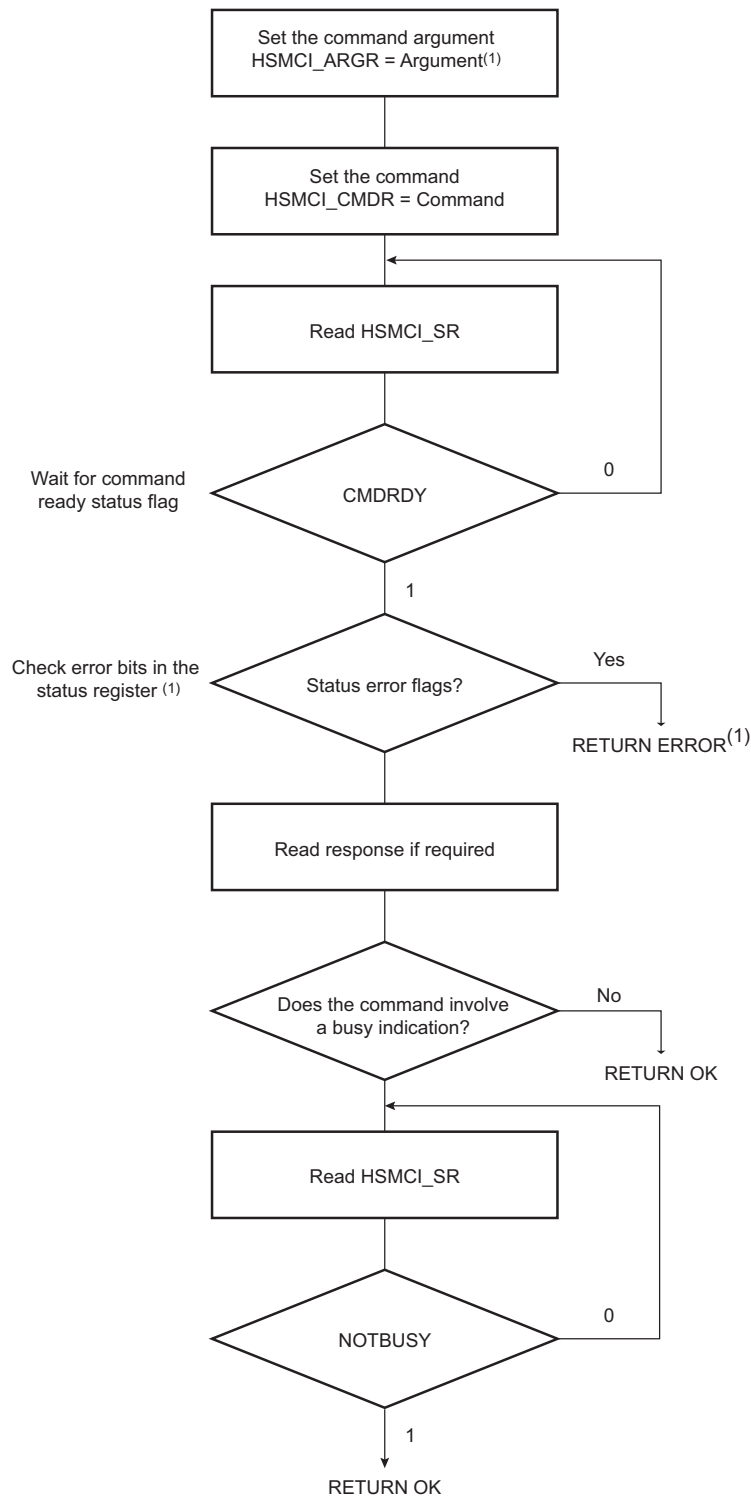 Set the command argument
HSMCI_ARGR = Argument(1)
Set the command
HSMCI_CMDR = Command
Read HSMCI_SR
Wait for command
ready status flag
CMDRDY
0
1
Check error bits in the
status register (1)
Status error flags?
Yes
RETURN ERROR(1)
Read response if required
Does the command involve
a busy indication?
No
RETURN OK
Read HSMCI_SR
NOTBUSY
0
1
RETURN OK